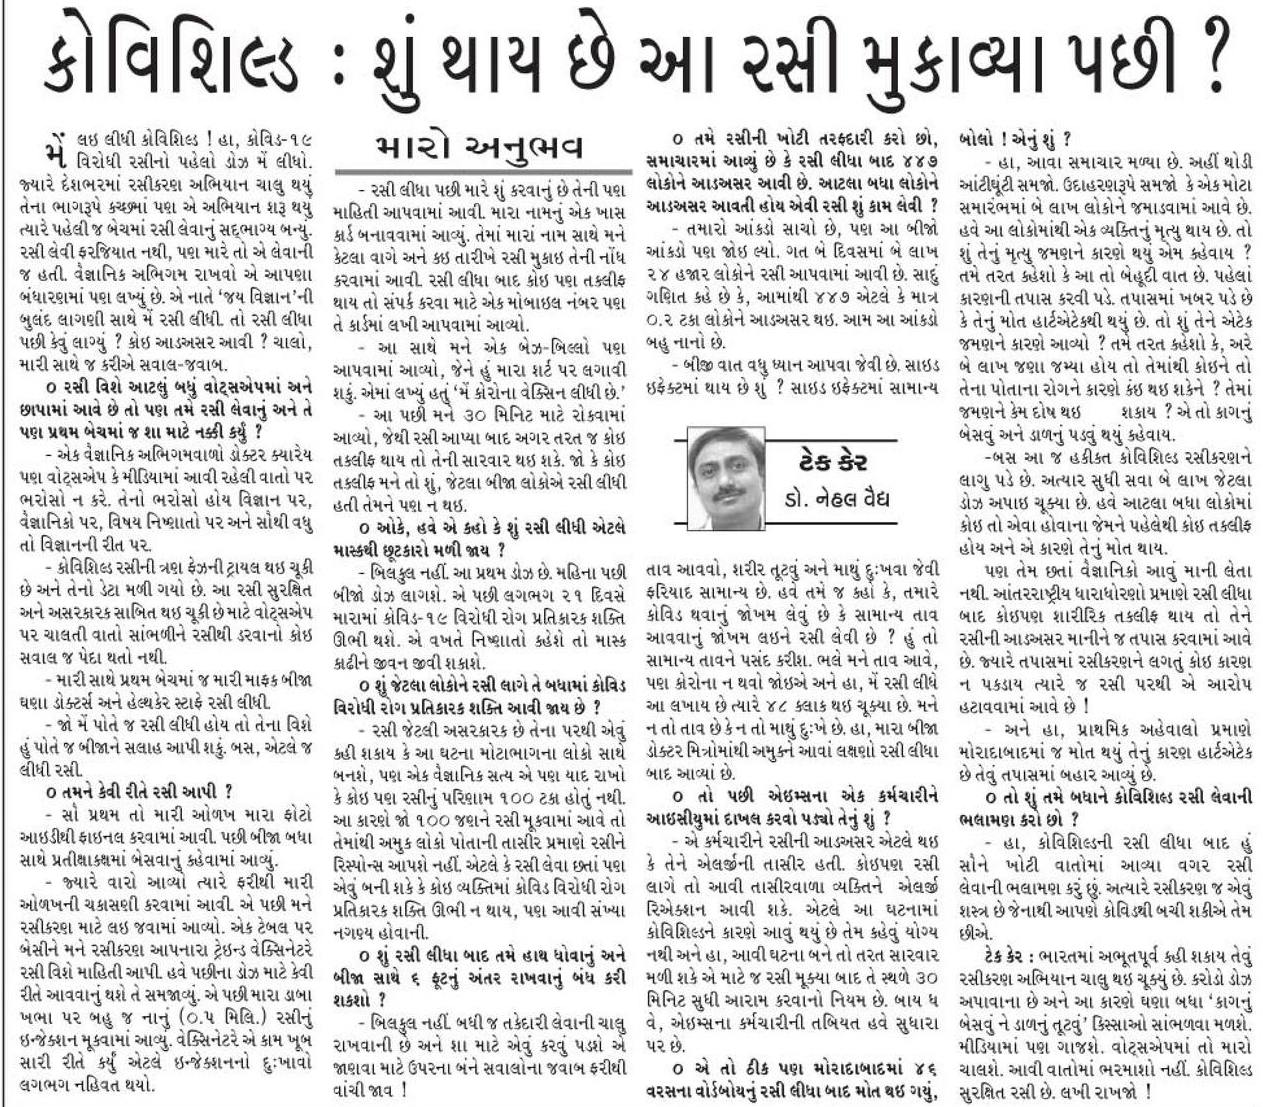 કોવિશિલ્ડ : શું થાય છે આ રસી મુકાવ્યા પછી ?
મેં લઇ લીધી કોવિશિલ્ડ ! હા, કોવિડ-૧૯
વિરોધી રસીનો પહેલો ડોઝ મેં લીધો.
જ્યારે દેશભરમાં રસીકરણ અભિયાન ચાલુ થયું
તેના ભાગરૂપે કચ્છમાં પણ એ અભિયાન શરૂ થયું
ત્યારે પહેલી જ બેચમાં રસી લેવાનું સદ્ભાગ્ય બન્યુ.
રસી લેવી ફરજિયાત નથી, પણ મારે તો એ લેવાની
જ હતી. વૈજ્ઞાનિક અભિગમ રાખવો એ આપણા
બંધારણમાં પણ લખ્યું છે. એ નાતે ‘જય વિજ્ઞાન’ની
બુલંદ લાગણી સાથે મેં રસી લીધી. તો રસી લીધા
પછી કેવું લાગ્યું ? કોઇ આડઅસર આવી ? ચાલો,
મારી સાથે જ કરીએ સવાલ-જવાબ.
૦ રસી વિશે આટલું બધું વોટ્સએપમાં અને
છાપામાં આવે છે તો પણ તમે રસી લેવાનું અને તે
પણ પ્રથમ બેચમાં જ શા માટે નક્કી કર્યું ?
- એક વૈજ્ઞાનિક અભિગમવાળો ડોક્ટર ક્યારેય
પણ વોટ્સએપ કે મીડિયામાં આવી રહેલી વાતો પર
ભરોસો ન કરે. તેનો ભરોસો હોય વિજ્ઞાન પર,
વૈજ્ઞાનિકો પર, વિષય નિષ્ણાતો પર અને સૌથી વધુ
તો વિજ્ઞાનની રીત પર.
- કોવિશિલ્ડ રસીની ત્રણ ફેઝની ટ્રાયલ થઇ ચૂકી
છે અને તેનો ડેટા મળી ગયો છે. આ રસી સુરક્ષિત
અને અસરકારક સાબિત થઇ ચૂકી છે માટે વોટ્સએપ
પર ચાલતી વાતો સાંભળીને રસીથી ડરવાનો કોઇ
સવાલ જ પેદા થતો નથી.
- મારી સાથે પ્રથમ બેચમાં જ મારી માફક બીજા
ઘણા ડોક્ટર્સ અને હેલ્થકેર સ્ટાફે રસી લીધી.
- જો મેં પોતે જ રસી લીધી હોય તો તેના વિશે
હું પોતે જ બીજાને સલાહ આપી શકું. બસ, એટલે જ
લીધી રસી.
૦ તમને કેવી રીતે રસી આપી ?
- સૌ પ્રથમ તો મારી ઓળખ મારા ફોટો
આઇડીથી ફાઇનલ કરવામાં આવી. પછી બીજા બધા
સાથે પ્રતીક્ષાકક્ષમાં બેસવાનું કહેવામાં આવ્યુ.
- જ્યારે વારો આવ્યો ત્યારે ફરીથી મારી
ઓળખની ચકાસણી કરવામાં આવી. એ પછી મને
રસીકરણ માટે લઇ જવામાં આવ્યો. એક ટેબલ પર
બેસીને મને રસીકરણ આપનારા ટ્રેઇન્ડ વેક્સિનેટરે
રસી વિશે માહિતી આપી. હવે પછીના ડોઝ માટે કેવી
રીતે આવવાનું થશે તે સમજાવ્યું. એ પછી મારા ડાબા
ખભા પર બહુ જ નાનું (૦.૫ મિલિ.) રસીનું
ઇન્જેક્શન મૂકવામાં આવ્યુ. વેક્સિનેટરે એ કામ ખૂબ
સારી રીતે કર્યું એટલે ઇન્જેક્શનનો દુઃખાવો
લગભગ નહિવત થયો.
મારો અનુભવ
- રસી લીધા પછી મારે શું કરવાનું છે તેની પણ
માહિતી આપવામાં આવી. મારા નામનું એક ખાસ
કાર્ડ બનાવવામાં આવ્યું. તેમાં મારાં નામ સાથે મને
કેટલા વાગે અને કઇ તારીખે રસી મુકાઇ તેની નોંધ
કરવામાં આવી. રસી લીધા બાદ કોઇ પણ તકલીફ
થાય તો સંપર્ક કરવા માટે એક મોબાઇલ નંબર પણ
તે કાર્ડમાં લખી આપવામાં આવ્યો.
- આ સાથે મને એક બેઝ-બિલ્લો પણ
આપવામાં આવ્યો, જેને હું મારા શર્ટ પર લગાવી
શકું. એમાં લખ્યું હતું ‘મેં કોરોના વેક્સિન લીધી છે.’
- આ પછી મને ૩૦ મિનિટ માટે રોકવામાં
આવ્યો, જેથી રસી આપ્યા બાદ અગર તરત જ કોઇ
તકલીફ થાય તો તેની સારવાર થઇ શકે. જો કે કોઇ
તકલીફ મને તો શું, જેટલા બીજા લોકોએ રસી લીધી
હતી તેમને પણ ન થઇ.
૦ ઓકે, હવે એ કહો કે શું રસી લીધી એટલે
માસ્કથી છૂટકારો મળી જાય ?
- બિલકુલ નહીં. આ પ્રથમ ડોઝ છે. મહિના પછી
બીજો ડોઝ લાગશે. એ પછી લગભગ ૨૧ દિવસે
મારામાં કોવિડ-૧૯ વિરોધી રોગ પ્રતિકારક શક્તિ
ઊભી થશે. એ વખતે નિષ્ણાતો કહેશે તો માસ્ક
કાઢીને જીવન જીવી શકાશે.
૦ શું જેટલા લોકોને રસી લાગે તે બધામાં કોવિડ
વિરોધી રોગ પ્રતિકારક શક્તિ આવી જાય છે ?
- રસી જેટલી અસરકારક છે તેના પરથી એવું
કહી શકાય કે આ ઘટના મોટાભાગના લોકો સાથે
બનશે, પણ એક વૈજ્ઞાનિક સત્ય એ પણ યાદ રાખો
કે કોઇ પણ રસીનું પરિણામ ૧૦૦ ટકા હોતું નથી.
આ કારણે જો ૧૦૦ જણને રસી મૂકવામાં આવે તો
તેમાંથી અમુક લોકો પોતાની તાસીર પ્રમાણે રસીને
રિસ્પોન્સ આપશે નહીં. એટલે કે રસી લેવા છતાં પણ
એવું બની શકે કે કોઇ વ્યક્તિમાં કોવિડ વિરોધી રોગ
પ્રતિકારક શક્તિ ઊભી ન થાય, પણ આવી સંખ્યા
નગણ્ય હોવાની.
૦ શું રસી લીધા બાદ તમે હાથ ધોવાનું અને
બીજા સાથે ૬ ફૂટનું અંતર રાખવાનું બંધ કરી
શકશો ?
- બિલકુલ નહીં. બધી જ તકેદારી લેવાની ચાલુ
રાખવાની છે અને શા માટે એવું કરવું પડશે એ
જાણવા માટે ઉપરના બંને સવાલોના જવાબ ફરીથી
વાંચી જાવ !
૦ તમે રસીની ખોટી તરફદારી કરો છો,
સમાચારમાં આવ્યું છે કે રસી લીધા બાદ ૪૪૭
લોકોને આડઅસર આવી છે. આટલા બધા લોકોને
આડઅસર આવતી હોય એવી રસી શું કામ લેવી ?
- તમારો આંકડો સાચો છે, પણ આ બીજો
આંકડો પણ જોઇ લ્યો. ગત બે દિવસમાં બે લાખ
૨૪ હજાર લોકોને રસી આપવામાં આવી છે. સાદું
ગણિત કહે છે કે, આમાંથી ૪૪૭ એટલે કે માત્ર
૦.૨ ટકા લોકોને આડઅસર થઇ. આમ આ આંકડો
બહુ નાનો છે.
- બીજી વાત વધુ ધ્યાન આપવા જેવી છે. સાઇડ
ઇફેક્ટમાં થાય છે શું ? સાઇડ ઇફેક્ટમાં સામાન્ય
ટેક કેર
ડો. નેહલ વૈદ્ય
તાવ આવવો, શરીર તૂટવું અને માથું દુઃખવા જેવી
ફરિયાદ સામાન્ય છે. હવે તમે જ કહો કે, તમારે
કોવિડ થવાનું જોખમ લેવું છે કે સામાન્ય તાવ
આવવાનું જોખમ લઇને રસી લેવી છે ? હું તો
સામાન્ય તાવને પસંદ કરીશ. ભલે મને તાવ આવે,
પણ કોરોના ન થવો જોઇએ અને હા, મેં રસી લીધે
આ લખાય છે ત્યારે ૪૮ કલાક થઇ ચૂક્યા છે. મને
ન તો તાવ છે કે ન તો માથું દુઃખે છે. હા, મારા બીજા
ડોક્ટર મિત્રોમાંથી અમુકને આવાં લક્ષણો રસી લીધા
બાદ આવ્યાં છે.
૦ તો પછી એઇમ્સના એક કર્મચારીને
આઇસીયુમાં દાખલ કરવો પડ્યો તેનું શું ?
- એ કર્મચારીને રસીની આડઅસર એટલે થઇ
કે તેને એલર્જીની તાસીર હતી. કોઇપણ રસી
લાગે તો આવી તાસીરવાળા વ્યક્તિને એલર્જી
રિએક્શન આવી શકે. એટલે આ ઘટનામાં
કોવિશિલ્ડને કારણે આવું થયું છે તેમ કહેવું યોગ્ય
નથી અને હા, આવી ઘટના બને તો તરત સારવાર
મળી શકે એ માટે જ રસી મૂક્યા બાદ તે સ્થળે ૩૦
મિનિટ સુધી આરામ કરવાનો નિયમ છે. બાય ધ
વે, એઇમ્સના કર્મચારીની તબિયત હવે સુધારા
પર છે.
૦ એ તો ઠીક પણ મોરાદાબાદમાં ૪૬
વરસના વોર્ડબોયનું રસી લીધા બાદ મોત થઇ ગયું,
બોલો ! એનું શું ?
- હા, આવા સમાચાર મળ્યા છે. અહીં થોડી
આંટીઘૂંટી સમજો. ઉદાહરણરૂપે સમજો કે એક મોટા
સમારંભમાં બે લાખ લોકોને જમાડવામાં આવે છે.
હવે આ લોકોમાંથી એક વ્યક્તિનું મૃત્યુ થાય છે. તો
શું તેનું મૃત્યુ જમણને કારણે થયું એમ કહેવાય ?
તમે તરત કહેશો કે આ તો બેહૂદી વાત છે. પહેલાં
કારણની તપાસ કરવી પડે. તપાસમાં ખબર પડે છે
કે તેનું મોત હાર્ટએટેકથી થયું છે. તો શું તેને એટેક
જમણને કારણે આવ્યો ? તમે તરત કહેશો કે, અરે
બે લાખ જણા જમ્યા હોય તો તેમાંથી કોઇને તો
તેના પોતાના રોગને કારણે કંઇ થઇ શકેને ? તેમાં
જમણને કેમ દોષ થઇ શકાય ? એ તો કાગનું
બેસવું અને ડાળનું પડવું થયું કહેવાય.
-બસ આ જ હકીકત કોવિશિલ્ડ રસીકરણને
લાગુ પડે છે. અત્યાર સુધી સવા બે લાખ જેટલા
ડોઝ અપાઇ ચૂક્યા છે. હવે આટલા બધા લોકોમાં
કોઇ તો એવા હોવાના જેમને પહેલેથી કોઇ તકલીફ
હોય અને એ કારણે તેનું મોત થાય.
પણ તેમ છતાં વૈજ્ઞાનિકો આવું માની લેતા
નથી. આંતરરાષ્ટ્રીય ધારાધોરણો પ્રમાણે રસી લીધા
બાદ કોઇપણ શારીરિક તકલીફ થાય તો તેને
રસીની આડઅસર માનીને જ તપાસ કરવામાં આવે
છે. જ્યારે તપાસમાં રસીકરણને લગતું કોઇ કારણ
ન પકડાય ત્યારે જ રસી પરથી એ આરોપ
હટાવવામાં આવે છે !
- અને હા, પ્રાથમિક અહેવાલો પ્રમાણે
મોરાદાબાદમાં જ મોત થયું તેનું કારણ હાર્ટએટેક
છે તેવું તપાસમાં બહાર આવ્યું છે.
૦ તો શું તમે બધાને કોવિશિલ્ડ રસી લેવાની
ભલામણ કરો છો ?
- હા, કોવિશિલ્ડની રસી લીધા બાદ હું
સૌને ખોટી વાતોમાં આવ્યા વગર રસી
લેવાની ભલામણ કરું છું. અત્યારે રસીકરણ જ એવું
શસ્ત્ર છે જેનાથી આપણે કોવિડથી બચી શકીએ તેમ
છીએ.
ટેક કેર : ભારતમાં અભૂતપૂર્વ કહી શકાય તેવું
રસીકરણ અભિયાન ચાલુ થઇ ચૂક્યું છે. કરોડો ડોઝ
અપાવાના છે અને આ કારણે ઘણા બધા ‘કાગનું
બેસવું ને ડાળનું તૂટવું’ કિસ્સાઓ સાંભળવા મળશે.
મીડિયામાં પણ ગાજશે. વોટ્સએપમાં તો મારો
ચાલશે. આવી વાતોમાં ભરમાશો નહીં. કોવિશિલ્ડ
સુરક્ષિત રસી છે. લખી રાખજો !